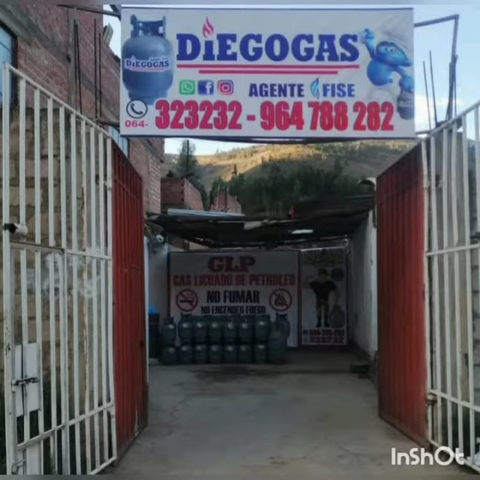 DIEGOGAS
DIEGOGAS
AGENTE FISE
064- 323232 - 964 788 282
GLP
GAS LICUADO DE PETROLEO
NO FUMAR
NO ENCENDER FUEGO
InShOt